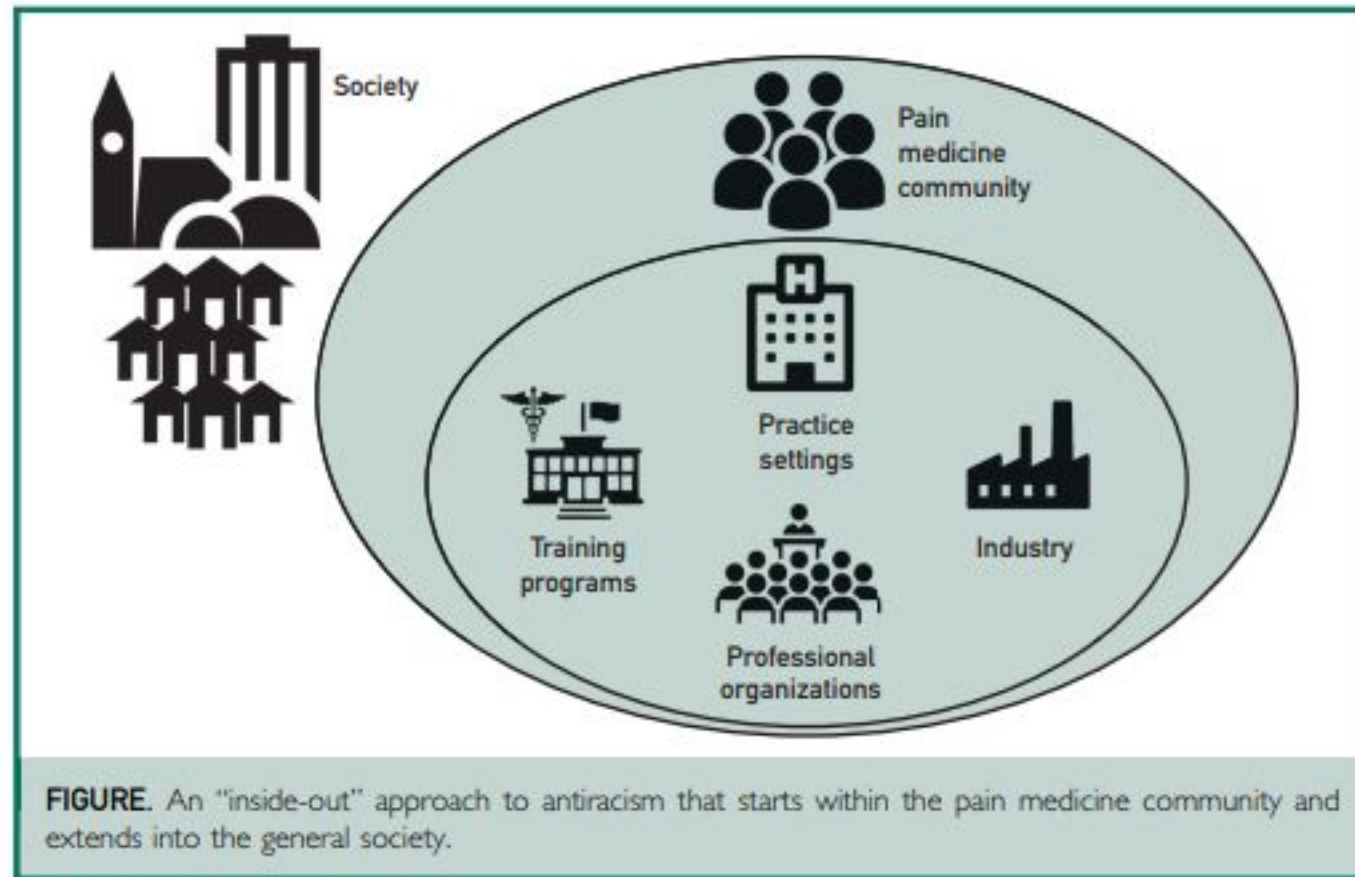 Society
Pain
medicine
community
H
Practice
settings
Training
programs
Industry
Professional
organizations
FIGURE. An “inside-out” approach to antiracism that starts within the pain medicine community and
extends into the general society.